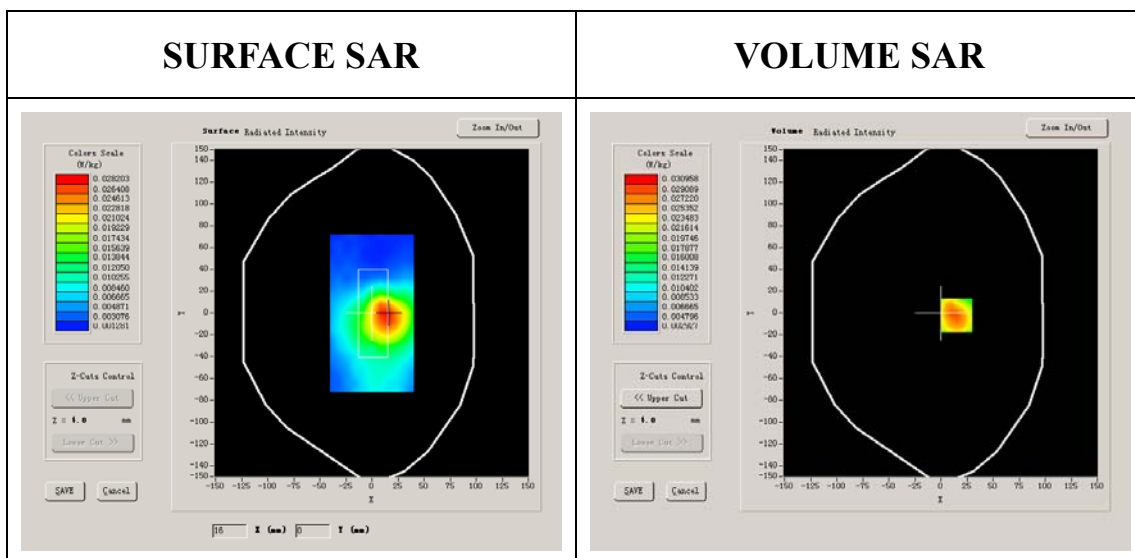 SURFACE SAR
Surface Radiated Intensity
Zoom In/Out
Colors Scale
(W/kg)
0.028203
0.026408
0.024613
0.022818
0.021024
0.019229
0.017434
0.015639
0.013844
0.012050
0.010255
0.008460
0.006665
0.004871
0.003076
0.001281
150
120
100
80
60
40
20
0
-20
-40
-60
-80
-100
-120
-140
-150
Y
-150 -125 -100 -75 -50 -25 0 25 50 75 100 125 150
X
Z-Cuts Control
<< Upper Cut
Z = 4.0 mm
Lower Cut >>
SAVE Cancel
16 X (mm) 0 Y (mm)
VOLUME SAR
Volume Radiated Intensity
Zoom In/Out
Colors Scale
(W/kg)
0.030958
0.029089
0.027220
0.025352
0.023483
0.021614
0.019746
0.017877
0.016008
0.014139
0.012271
0.010402
0.008533
0.006665
0.004796
150
120
100
80
60
40
20
0
-20
-40
-60
-80
-100
-120
-140
-150
Y
-150 -125 -100 -75 -50 -25 0 25 50 75 100 125 150
X
Z-Cuts Control
<< Upper Cut
Z = 4.0 mm
Lower Cut >>
SAVE Cancel